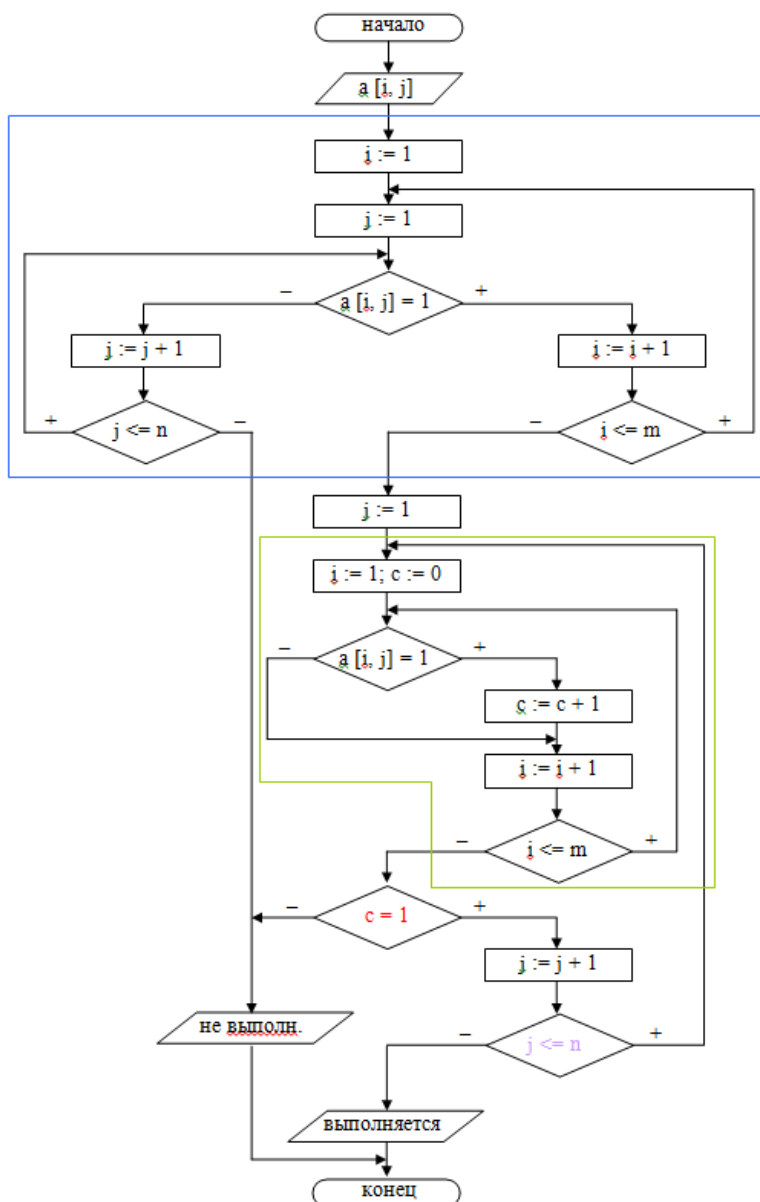 начало
a [i, j]
i := 1
j := 1
a [i, j] = 1
–
+
j := j + 1
i := i + 1
j <= n
+
–
i <= m
–
+
j := 1
i := 1; c := 0
a [i, j] = 1
–
+
c := c + 1
i := i + 1
i <= m
–
+
c = 1
–
+
j := j + 1
не выполн.
j <= n
–
+
выполняется
конец